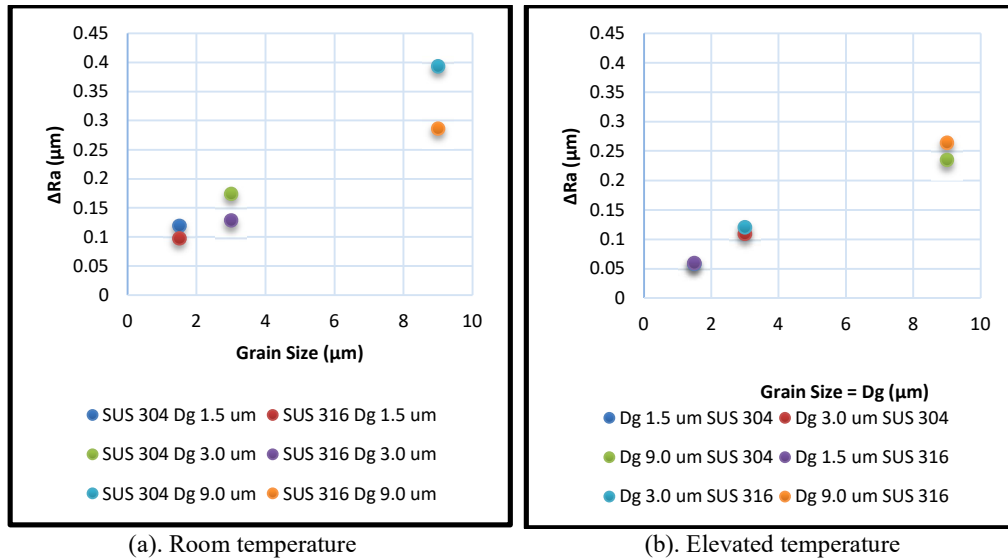 0.45
0.4
0.35
0.3
0.25
0.2
0.15
0.1
0.05
0
ΔRa (μm)
0 2 4 6 8 10
Grain Size (μm)
SUS 304 Dg 1.5 um SUS 316 Dg 1.5 um
SUS 304 Dg 3.0 um SUS 316 Dg 3.0 um
SUS 304 Dg 9.0 um SUS 316 Dg 9.0 um
(a). Room temperature
0.45
0.4
0.35
0.3
0.25
0.2
0.15
0.1
0.05
0
ΔRa (μm)
0 2 4 6 8 10
Grain Size = Dg (μm)
Dg 1.5 um SUS 304 Dg 3.0 um SUS 304
Dg 9.0 um SUS 304 Dg 1.5 um SUS 316
Dg 3.0 um SUS 316 Dg 9.0 um SUS 316
(b). Elevated temperature